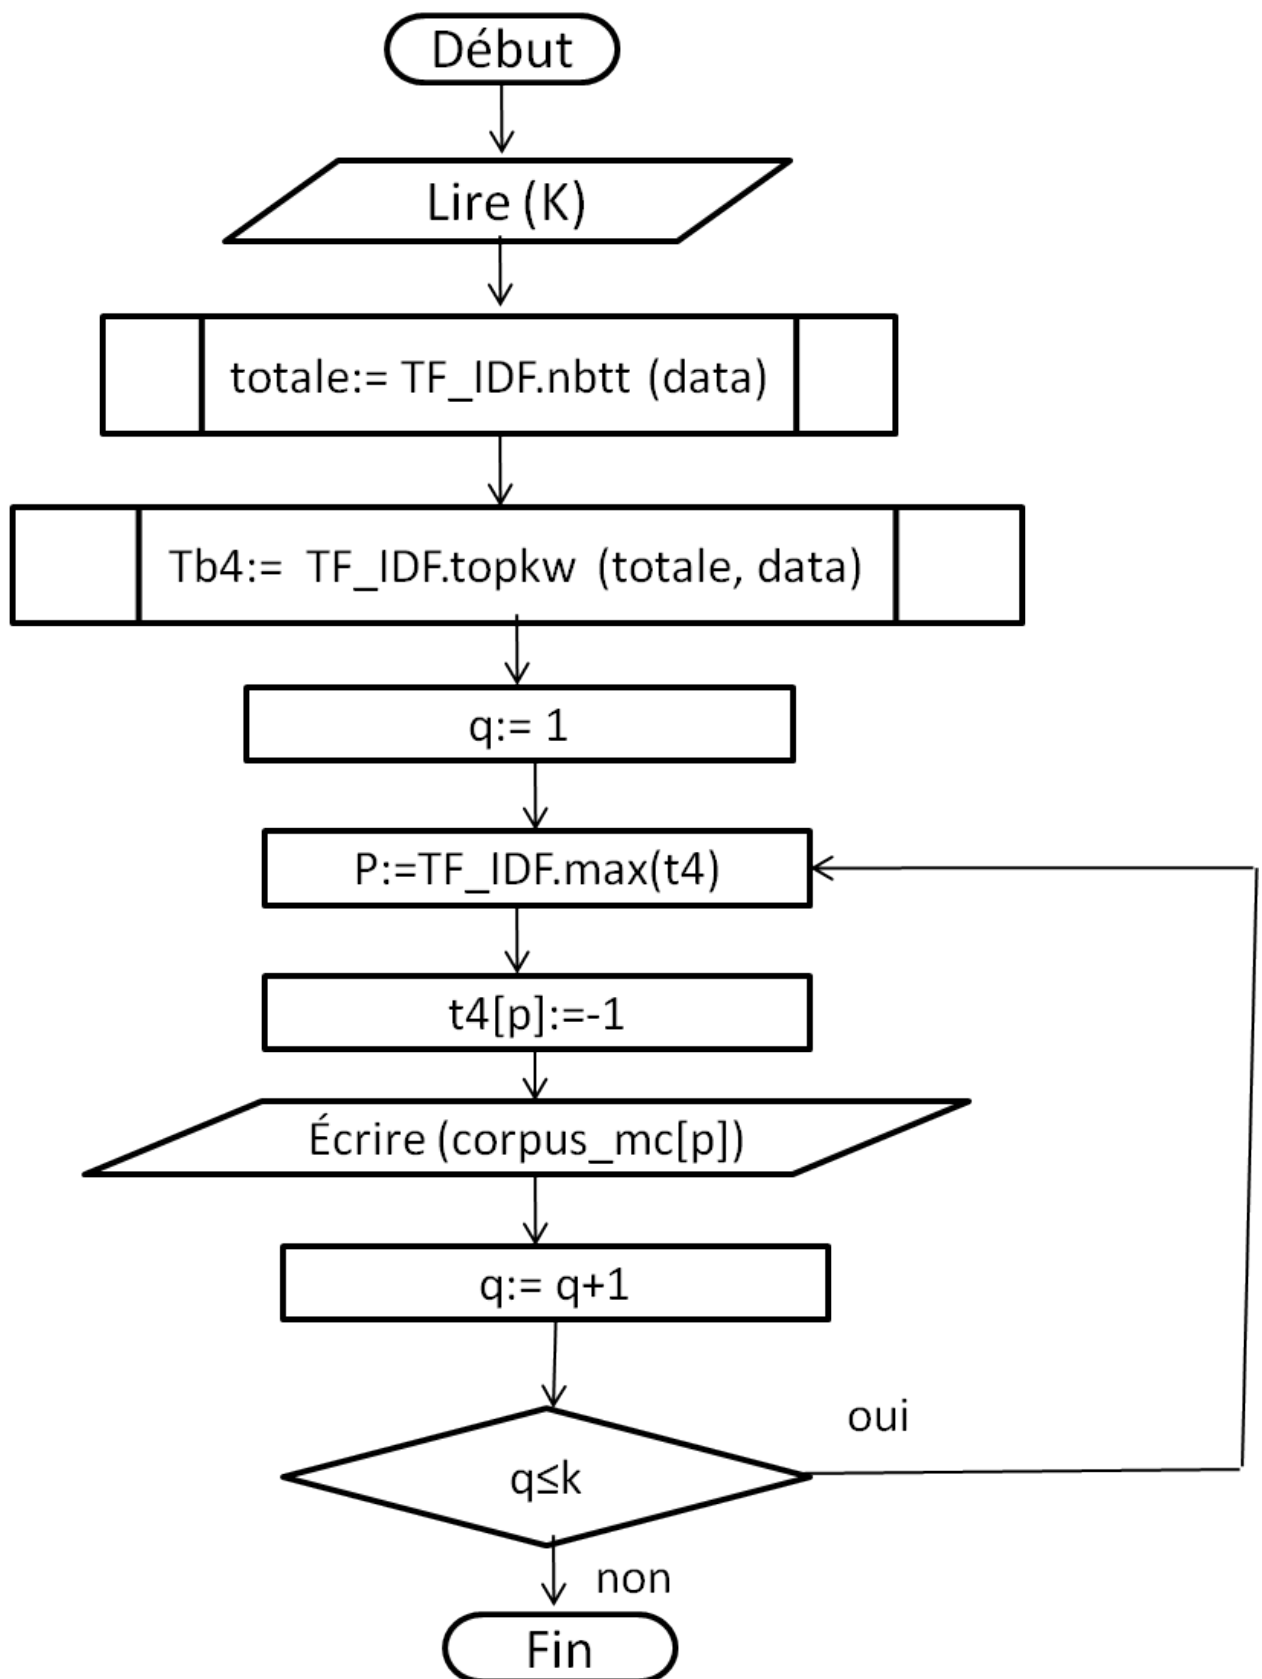 Début
Lire (K)
totale:= TF_IDF.nbtt (data)
Tb4:= TF_IDF.topkw (totale, data)
q:= 1
P:=TF_IDF.max(t4)
t4[p]:=-1
Écrire (corpus_mc[p])
q:= q+1
oui
q≤k
non
Fin